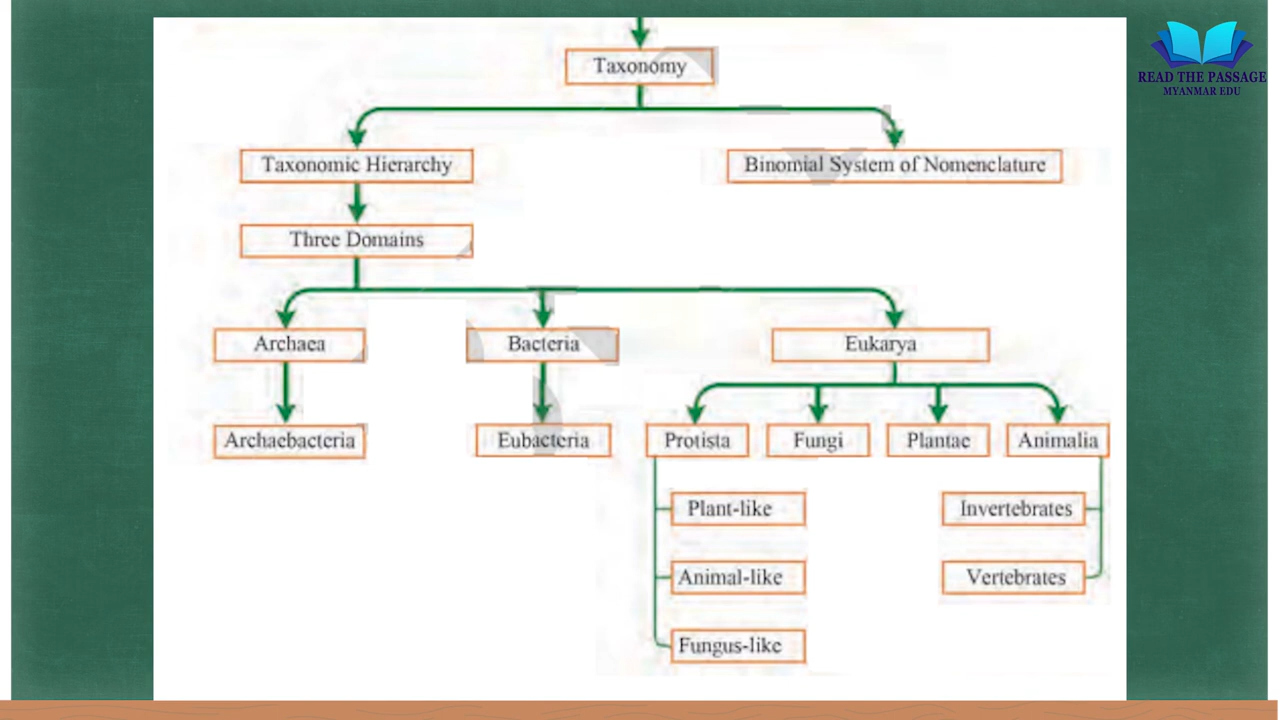 Taxonomy
READ THE PASSAGE
MYANMAR EDU
Taxonomic Hierarchy
Binomial System of Nomenclature
Three Domains
Archaea
Bacteria
Eukarya
Archaebacteria
Eubacteria
Protista
Fungi
Plantae
Animalia
Plant-like
Invertebrates
Animal-like
Vertebrates
Fungus-like